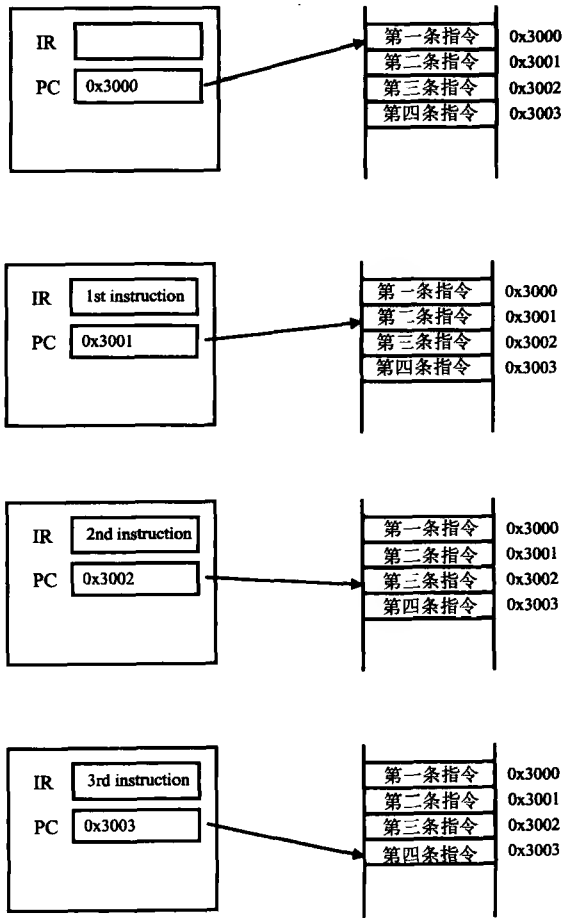 IR
第一条指令 0x3000
第二条指令 0x3001
PC 0x3000
第三条指令 0x3002
第四条指令 0x3003
IR 1st instruction
第一条指令 0x3000
第二条指令 0x3001
PC 0x3001
第三条指令 0x3002
第四条指令 0x3003
IR 2nd instruction
第一条指令 0x3000
第二条指令 0x3001
PC 0x3002
第三条指令 0x3002
第四条指令 0x3003
IR 3rd instruction
第一条指令 0x3000
第二条指令 0x3001
PC 0x3003
第三条指令 0x3002
第四条指令 0x3003